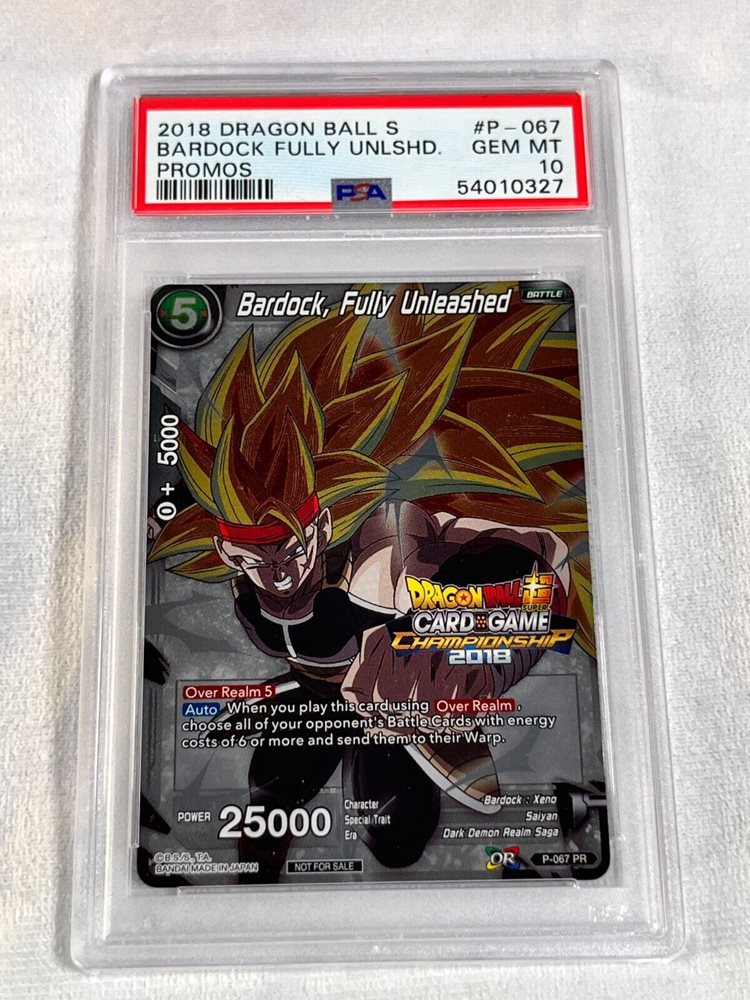 2018 DRAGON BALL S #P-067
BARDOCK FULLY UNLSHD. GEM MT
PROMOS 10
PSA 54010327
5 Bardock, Fully Unleashed BATTLE
0 + 5000
DRAGON BALL 超
SUPER
CARD GAME
CHAMPIONSHIP
2018
Over Realm 5
Auto When you play this card using Over Realm,
choose all of your opponent's Battle Cards with energy
costs of 6 or more and send them to their Warp.
POWER 25000
Character Bardock : Xeno
Special Trait Saiyan
Era Dark Demon Realm Saga
©B.S./S., T.A.
BANDAI MADE IN JAPAN
NOT FOR SALE
OR P-067 PR